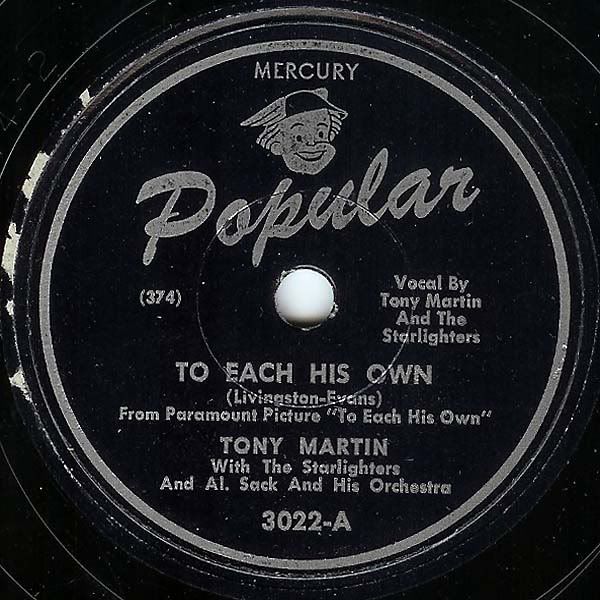 MERCURY
Popular
(374)
Vocal By
Tony Martin
And The
Starlighters
TO EACH HIS OWN
(Livingston-Evans)
From Paramount Picture "To Each His Own"
TONY MARTIN
With The Starlighters
And Al. Sack And His Orchestra
3022-A